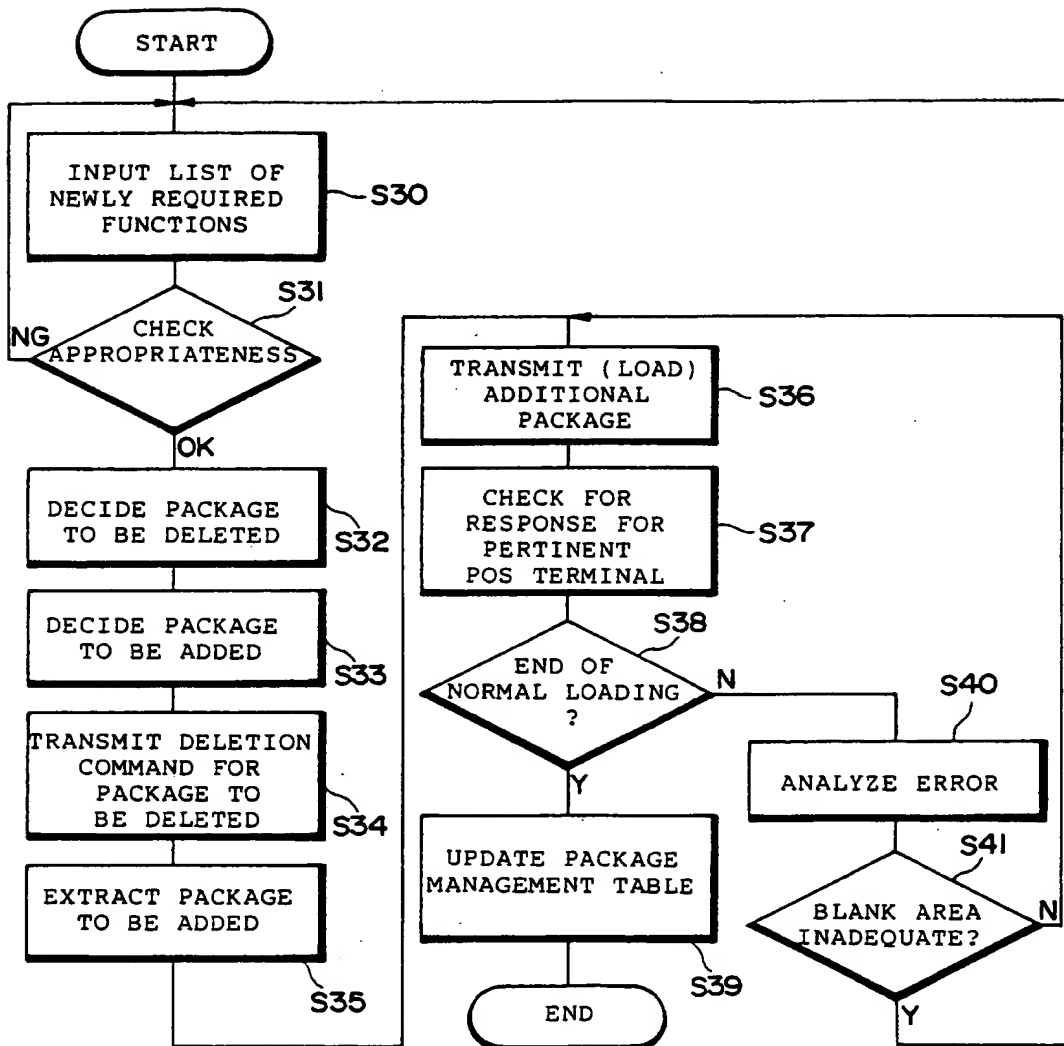 START
INPUT LIST OF
NEWLY REQUIRED
FUNCTIONS
S30
S31
CHECK
APPROPRIATENESS
NG
OK
DECIDE PACKAGE
TO BE DELETED
S32
DECIDE PACKAGE
TO BE ADDED
S33
TRANSMIT DELETION
COMMAND FOR
PACKAGE TO
BE DELETED
S34
EXTRACT PACKAGE
TO BE ADDED
S35
TRANSMIT (LOAD)
ADDITIONAL
PACKAGE
S36
CHECK FOR
RESPONSE FOR
PERTINENT
POS TERMINAL
S37
S38
END OF
NORMAL LOADING
?
N
Y
UPDATE PACKAGE
MANAGEMENT TABLE
S39
END
S40
ANALYZE ERROR
S41
BLANK AREA
INADEQUATE?
N
Y